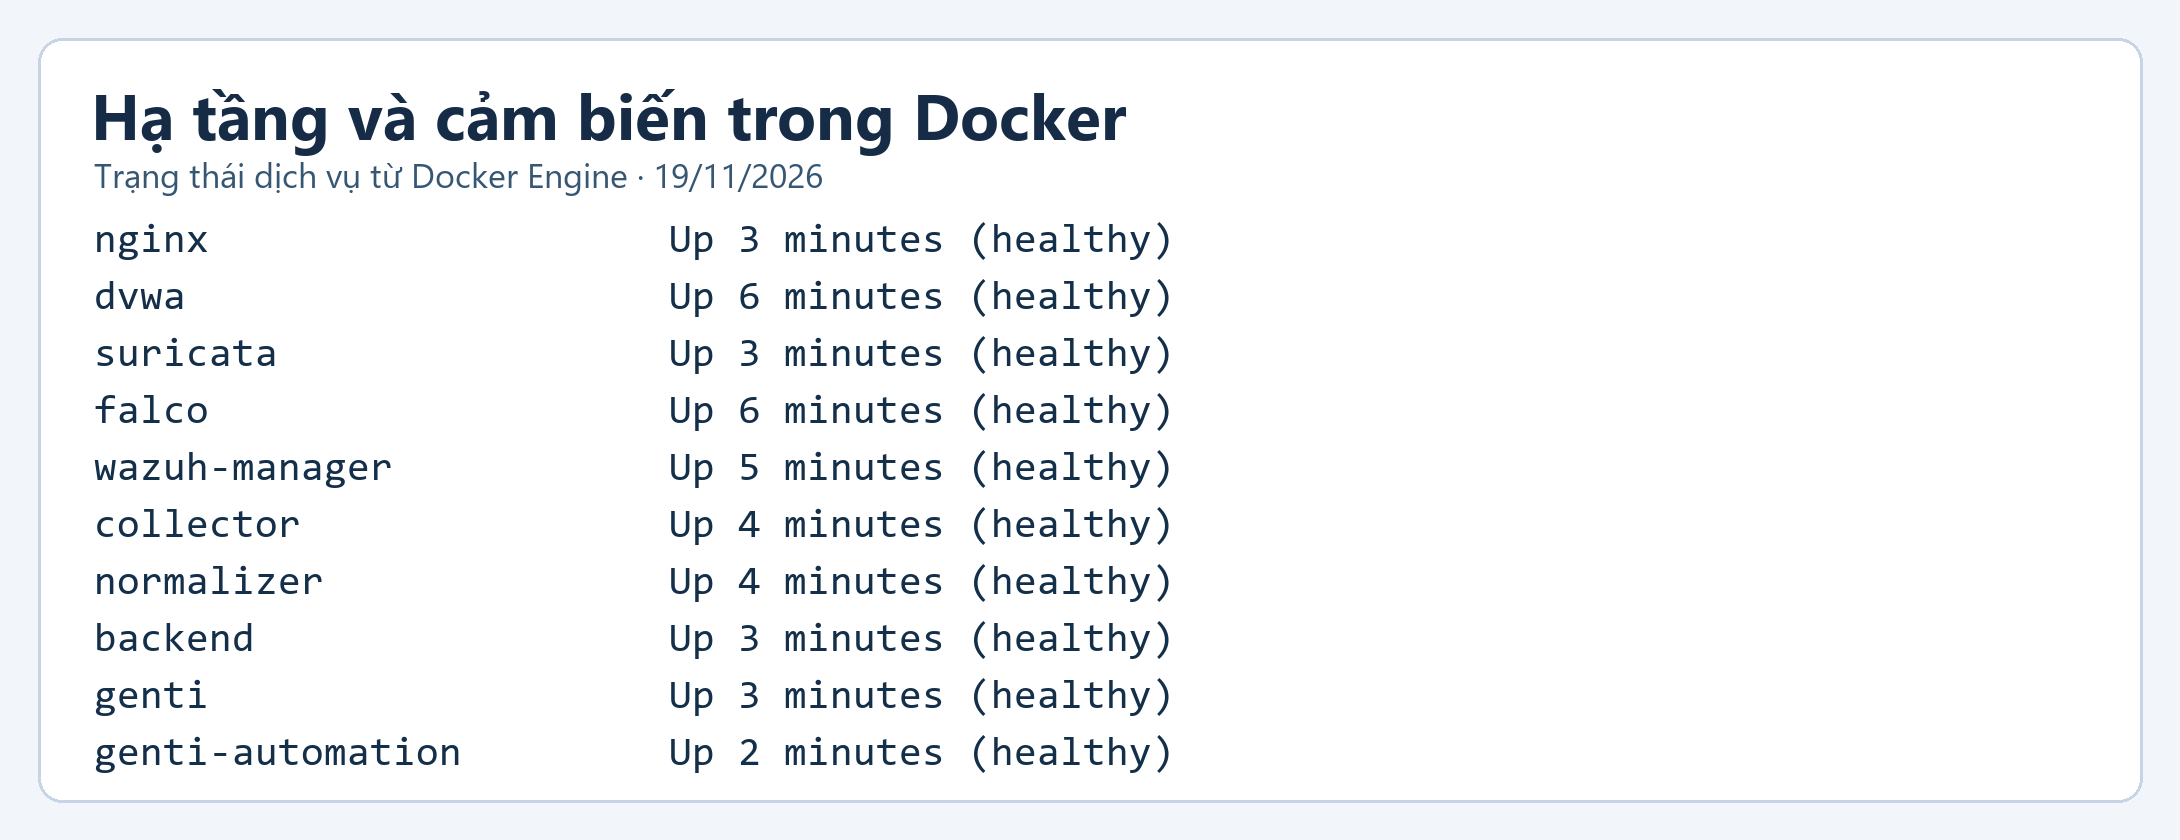 Hạ tầng và cảm biến trong Docker
Trạng thái dịch vụ từ Docker Engine · 19/11/2026
nginx Up 3 minutes (healthy)
dvwa Up 6 minutes (healthy)
suricata Up 3 minutes (healthy)
falco Up 6 minutes (healthy)
wazuh-manager Up 5 minutes (healthy)
collector Up 4 minutes (healthy)
normalizer Up 4 minutes (healthy)
backend Up 3 minutes (healthy)
genti Up 3 minutes (healthy)
genti-automation Up 2 minutes (healthy)